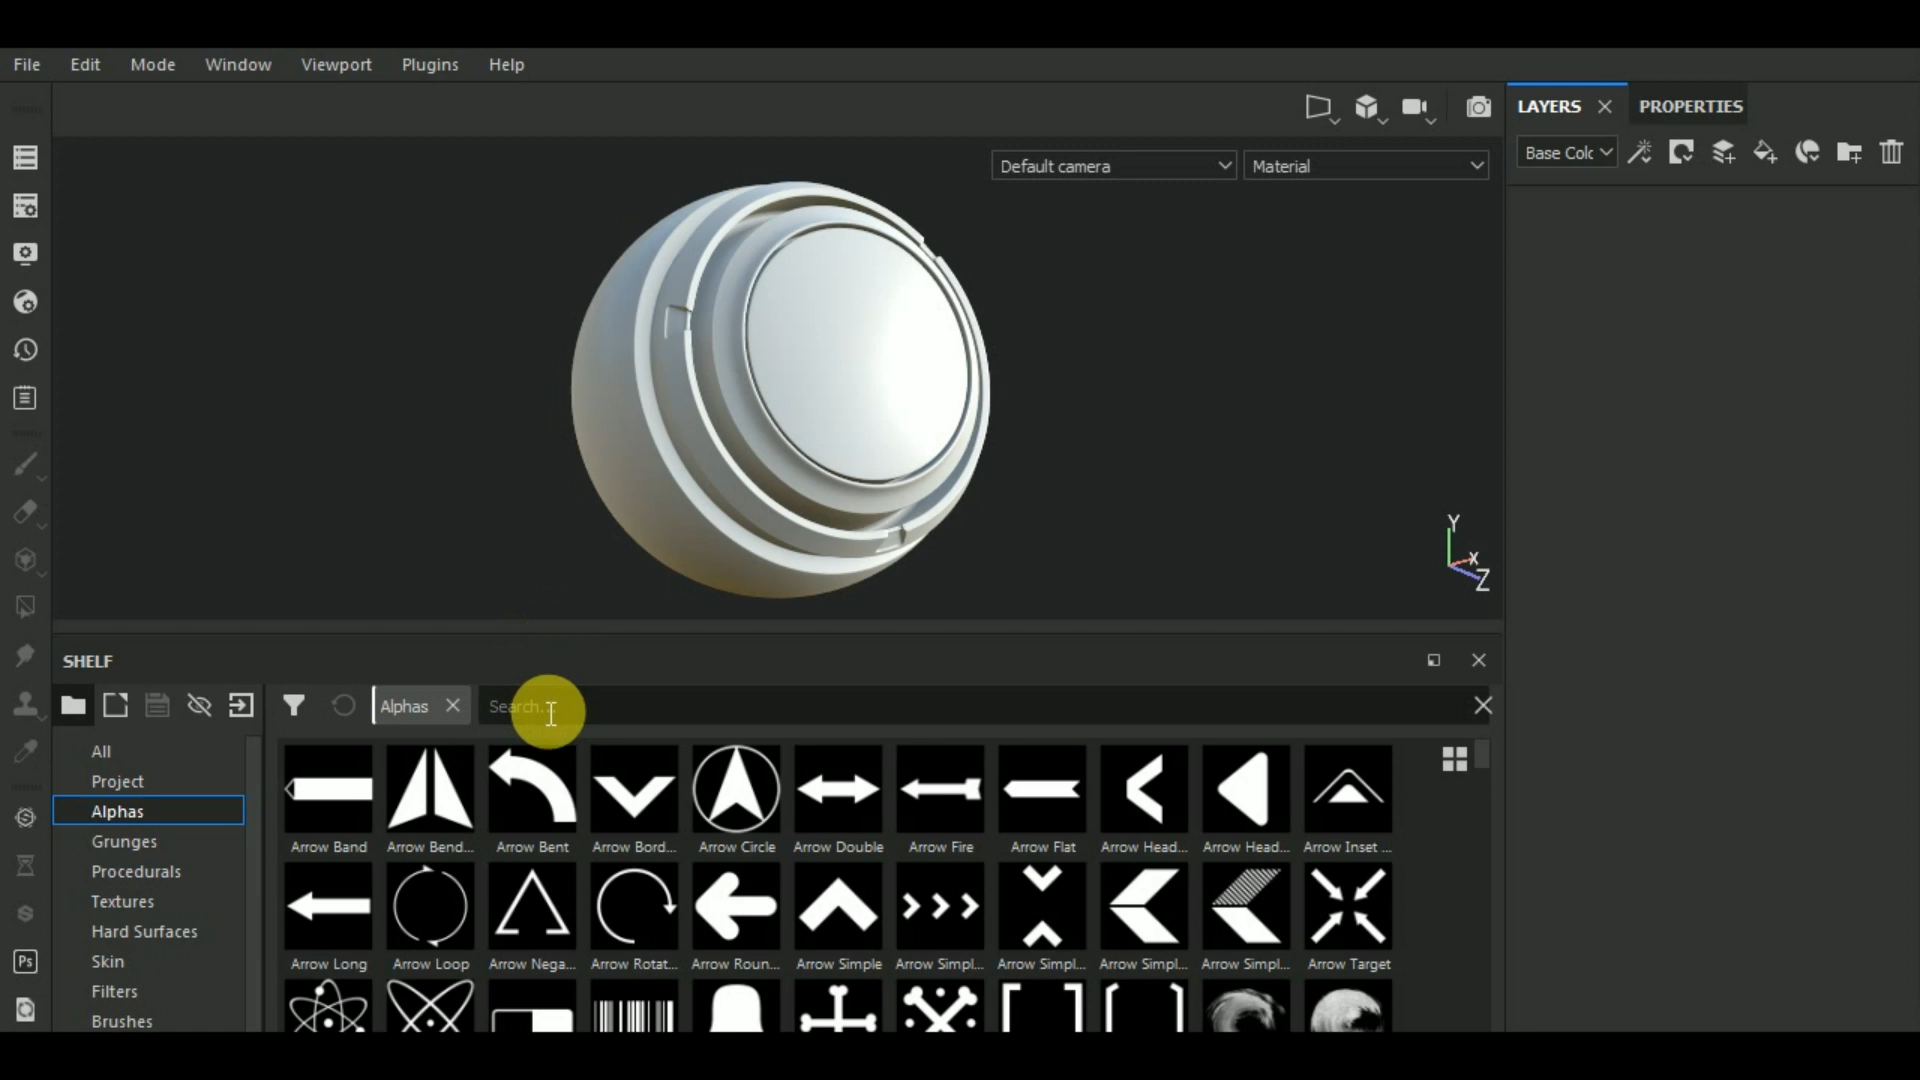 File Edit Mode Window Viewport Plugins Help
LAYERS PROPERTIES
Base Colc
Default camera Material
Y
X
Z
SHELF
Alphas Search...
All
Project
Alphas
Grunges
Procedurals
Textures
Hard Surfaces
Skin
Filters
Brushes
Arrow Band Arrow Bend... Arrow Bent Arrow Bord... Arrow Circle Arrow Double Arrow Fire Arrow Flat Arrow Head... Arrow Head... Arrow Inset ...
Arrow Long Arrow Loop Arrow Nega... Arrow Rotat... Arrow Roun... Arrow Simple Arrow Simpl... Arrow Simpl... Arrow Simpl... Arrow Simpl... Arrow Target
Ps